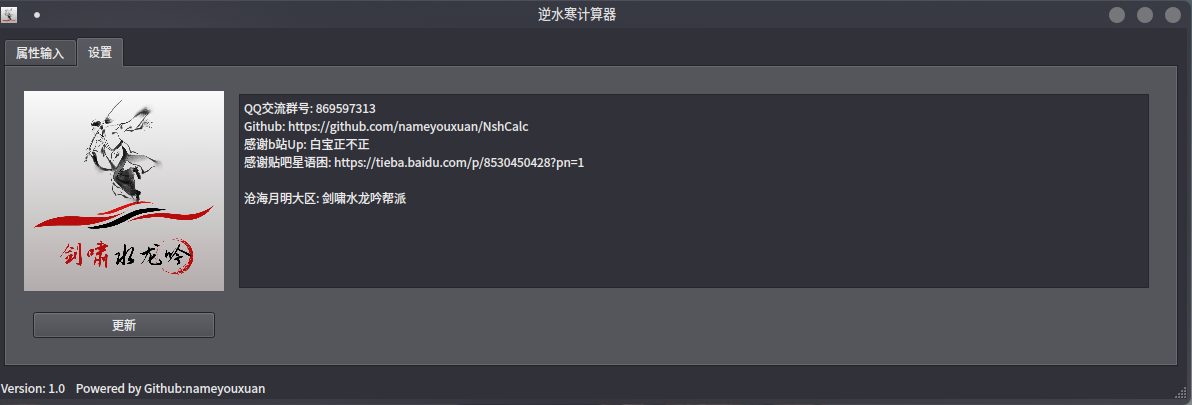 逆水寒计算器
属性输入
设置
QQ交流群号: 869597313
Github: https://github.com/nameyouxuan/NshCalc
感谢b站Up: 白宝正不正
感谢贴吧星语困: https://tieba.baidu.com/p/8530450428?pn=1
沧海月明大区: 剑啸水龙吟帮派
剑啸水龙吟
更新
Version: 1.0 Powered by Github:nameyouxuan